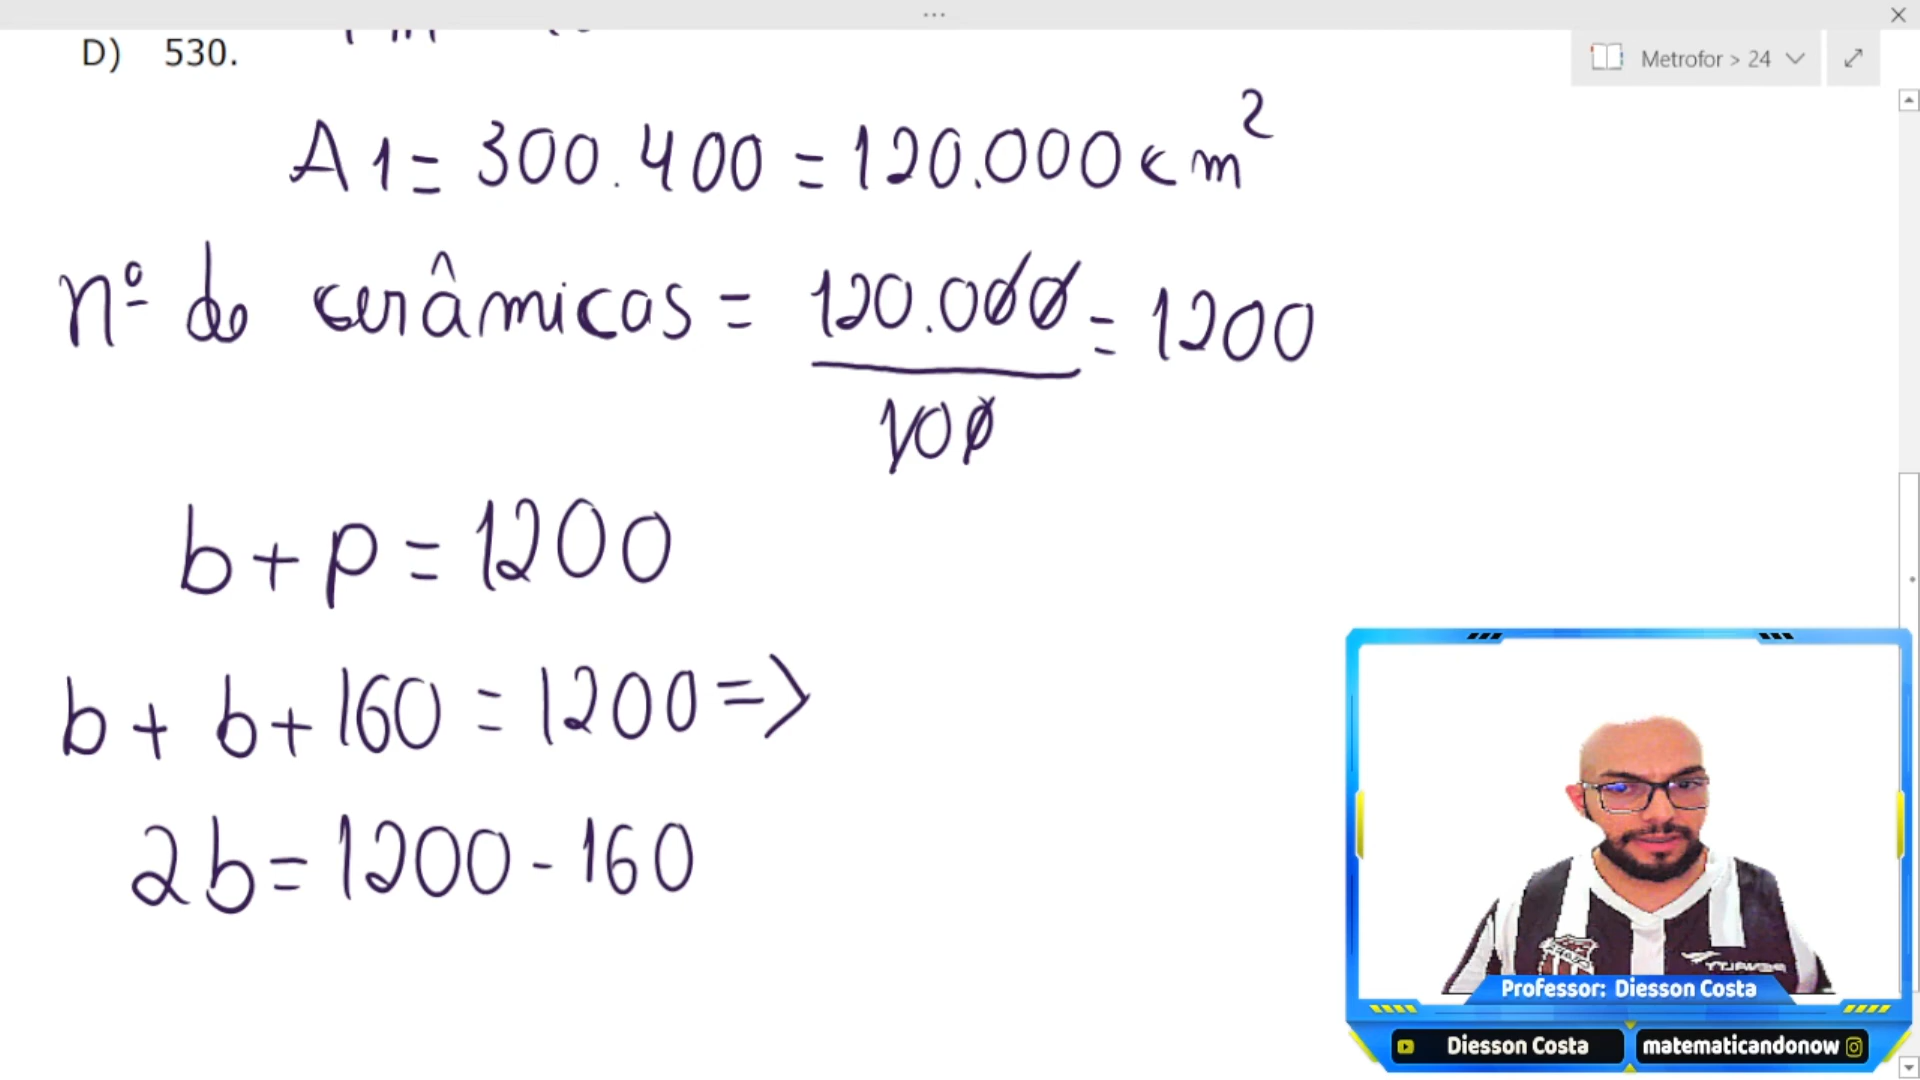 ...
D) 530.
Metrofor > 24
A1 = 300.400 = 120.000 cm²
nº de cerâmicas = 120.000 = 1200
100
b + p = 1200
b + b + 160 = 1200 =>
2b = 1200 - 160
Professor: Diesson Costa
Diesson Costa
matematicandonow